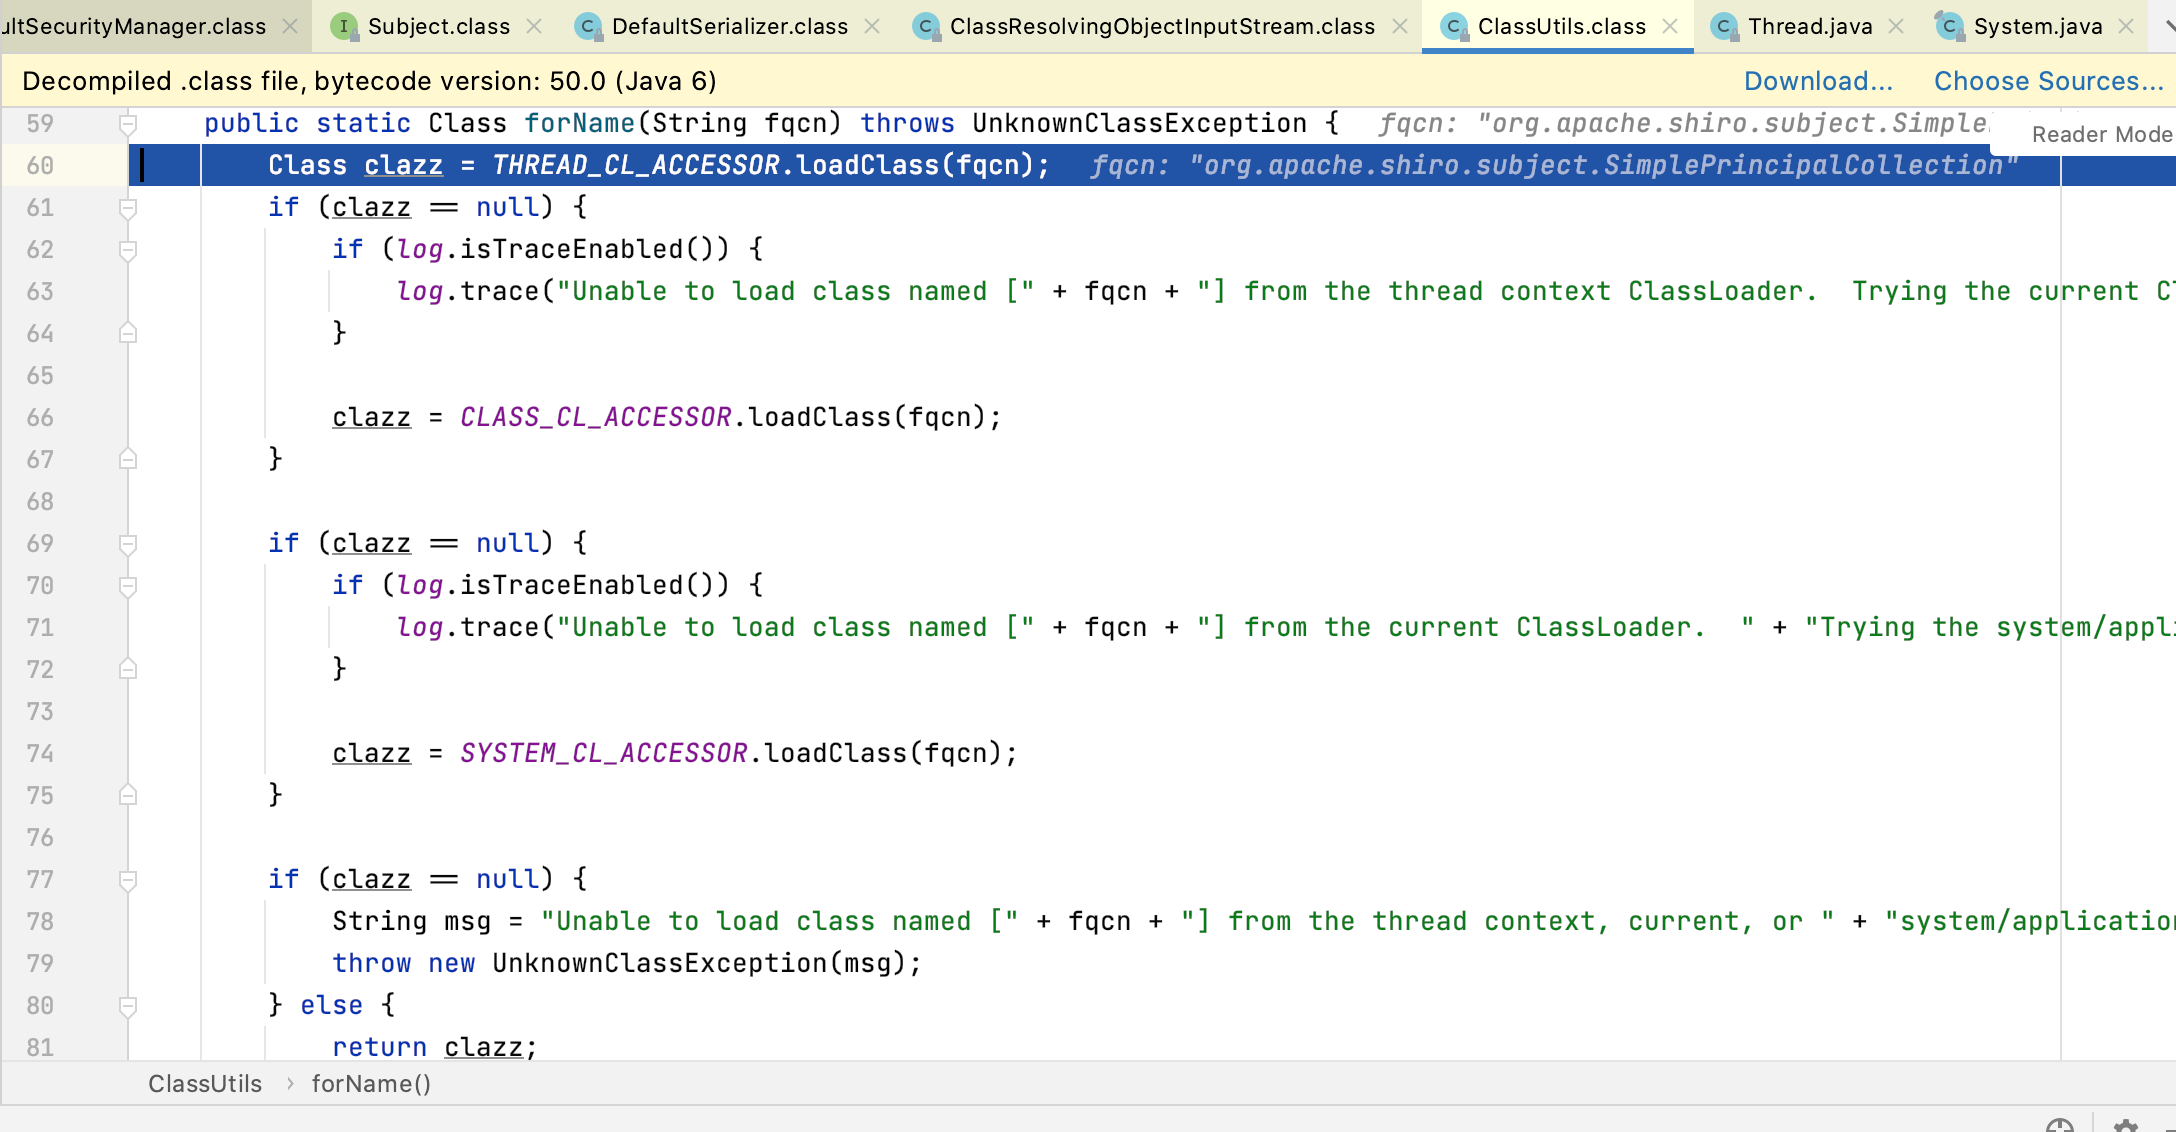 ultSecurityManager.class Subject.class DefaultSerializer.class ClassResolvingObjectInputStream.class ClassUtils.class Thread.java System.java
Decompiled .class file, bytecode version: 50.0 (Java 6) Download... Choose Sources...
59 public static Class forName(String fqcn) throws UnknownClassException { fqcn: "org.apache.shiro.subject.Simple
Reader Mode
60 Class clazz = THREAD_CL_ACCESSOR.loadClass(fqcn); fqcn: "org.apache.shiro.subject.SimplePrincipalCollection"
61 if (clazz == null) {
62 if (log.isTraceEnabled()) {
63 log.trace("Unable to load class named [" + fqcn + "] from the thread context ClassLoader.  Trying the current Cl
64 }
65
66 clazz = CLASS_CL_ACCESSOR.loadClass(fqcn);
67 }
68
69 if (clazz == null) {
70 if (log.isTraceEnabled()) {
71 log.trace("Unable to load class named [" + fqcn + "] from the current ClassLoader.  " + "Trying the system/appli
72 }
73
74 clazz = SYSTEM_CL_ACCESSOR.loadClass(fqcn);
75 }
76
77 if (clazz == null) {
78 String msg = "Unable to load class named [" + fqcn + "] from the thread context, current, or " + "system/application
79 throw new UnknownClassException(msg);
80 } else {
81 return clazz;
ClassUtils › forName()